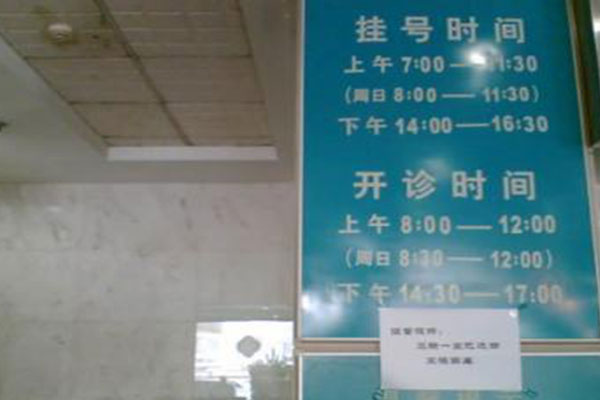 挂号时间
上午 7:00—11:30
(周日 8:00—11:30)
下午 14:00—16:30
开诊时间
上午 8:00—12:00
(周日 8:30—12:00)
下午 14:30—17:00